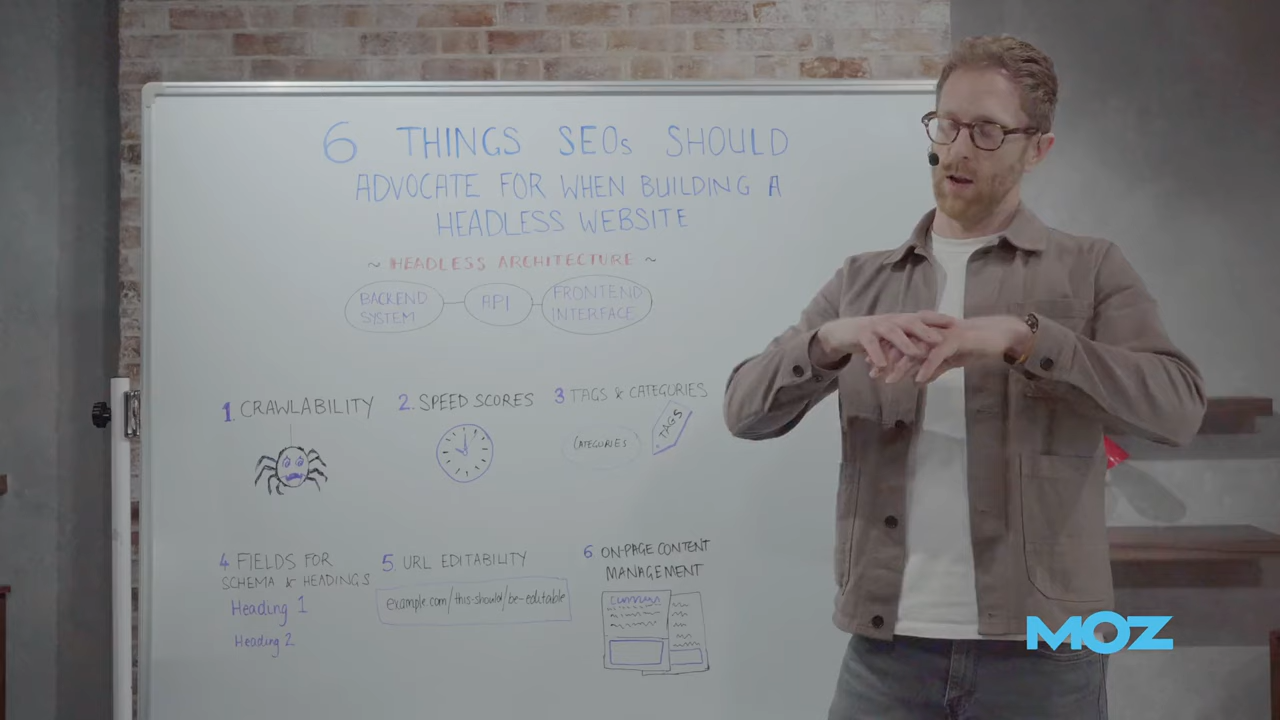 6 THINGS SEOs SHOULD
ADVOCATE FOR WHEN BUILDING A
HEADLESS WEBSITE
~ HEADLESS ARCHITECTURE ~
BACKEND
SYSTEM
API
FRONTEND
INTERFACE
1. CRAWLABILITY
2. SPEED SCORES
3 TAGS & CATEGORIES
CATEGORIES
TAGS
4 FIELDS FOR
SCHEMA & HEADINGS
Heading 1
Heading 2
5. URL EDITABILITY
example.com/this-should/be-editable
6. ON-PAGE CONTENT
MANAGEMENT
MOZ